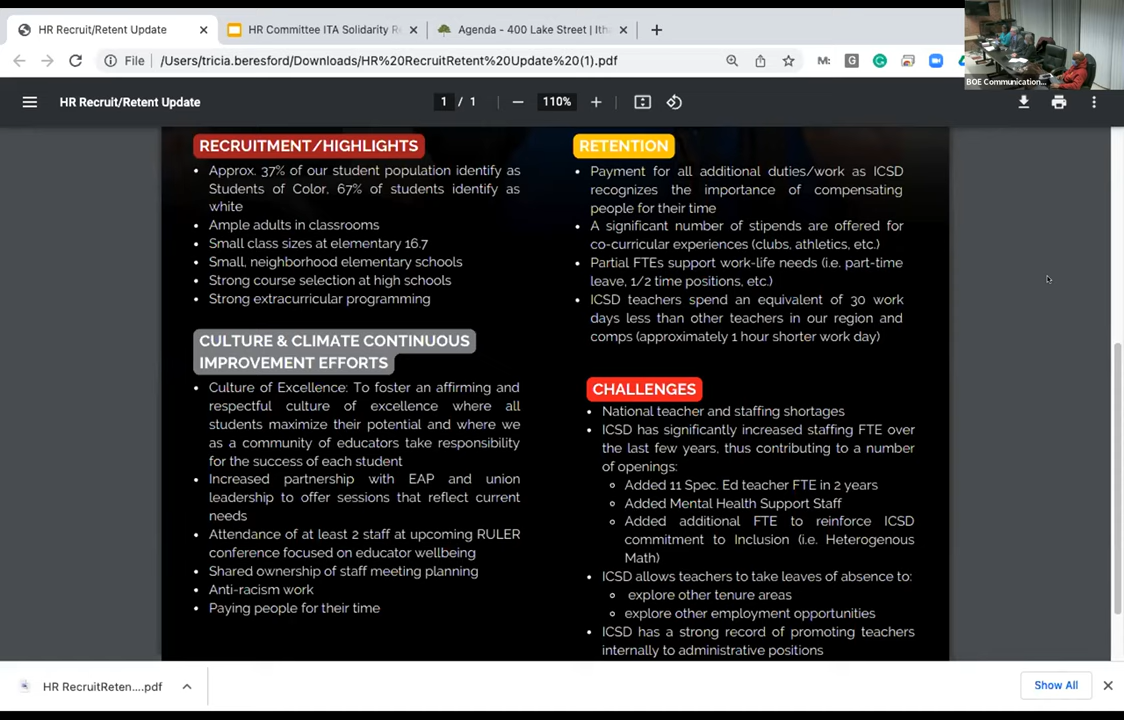 HR Recruit/Retent Update
HR Committee ITA Solidarity R
Agenda - 400 Lake Street | Ith
File
/Users/tricia.beresford/Downloads/HR%20RecruitRetent%20Update%20(1).pdf
M:
G
BOE Communication...
HR Recruit/Retent Update
1 / 1
110%
RECRUITMENT/HIGHLIGHTS
• Approx. 37% of our student population identify as
Students of Color, 67% of students identify as
white
• Ample adults in classrooms
• Small class sizes at elementary 16.7
• Small, neighborhood elementary schools
• Strong course selection at high schools
• Strong extracurricular programming
CULTURE & CLIMATE CONTINUOUS
IMPROVEMENT EFFORTS
• Culture of Excellence: To foster an affirming and
respectful culture of excellence where all
students maximize their potential and where we
as a community of educators take responsibility
for the success of each student
• Increased partnership with EAP and union
leadership to offer sessions that reflect current
needs
• Attendance of at least 2 staff at upcoming RULER
conference focused on educator wellbeing
• Shared ownership of staff meeting planning
• Anti-racism work
• Paying people for their time
RETENTION
• Payment for all additional duties/work as ICSD
recognizes the importance of compensating
people for their time
• A significant number of stipends are offered for
co-curricular experiences (clubs, athletics, etc.)
• Partial FTEs support work-life needs (i.e. part-time
leave, 1/2 time positions, etc.)
• ICSD teachers spend an equivalent of 30 work
days less than other teachers in our region and
comps (approximately 1 hour shorter work day)
CHALLENGES
• National teacher and staffing shortages
• ICSD has significantly increased staffing FTE over
the last few years, thus contributing to a number
of openings:
Added 11 Spec. Ed teacher FTE in 2 years
Added Mental Health Support Staff
Added additional FTE to reinforce ICSD
commitment to Inclusion (i.e. Heterogenous
Math)
• ICSD allows teachers to take leaves of absence to:
explore other tenure areas
explore other employment opportunities
• ICSD has a strong record of promoting teachers
internally to administrative positions
HR RecruitReten....pdf
Show All